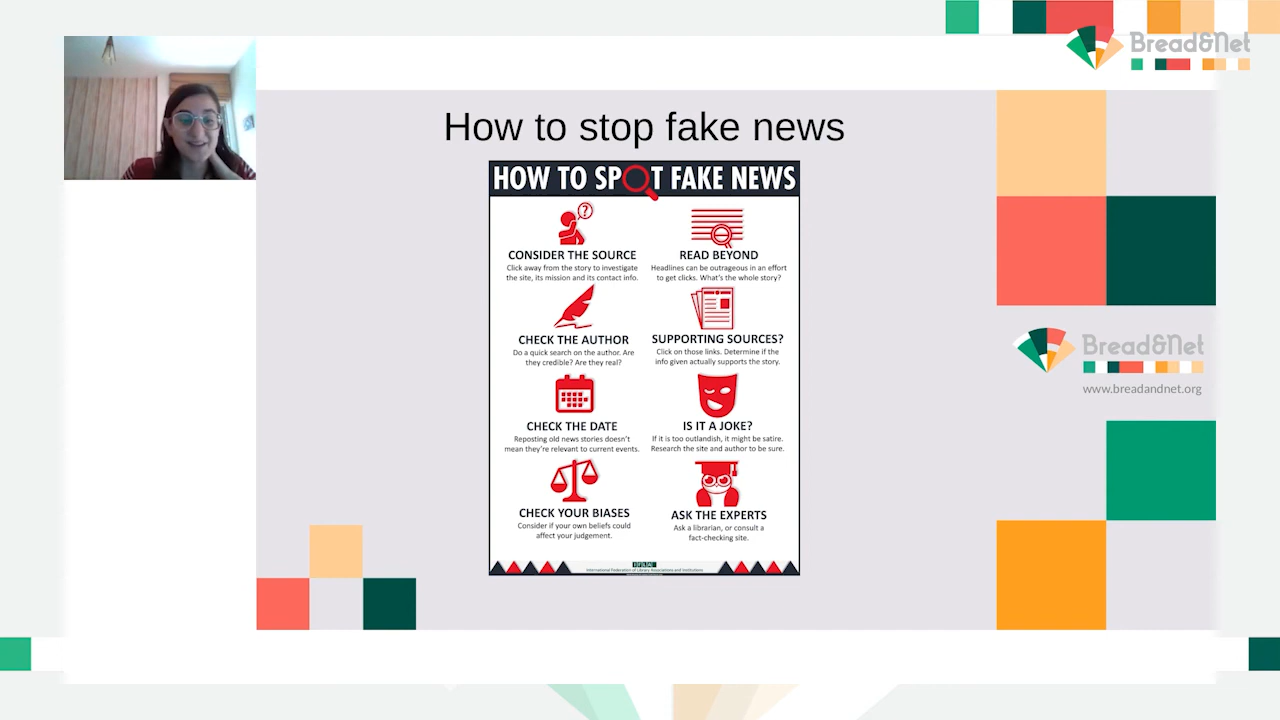 Bread&Net
How to stop fake news
HOW TO SPOT FAKE NEWS
?
CONSIDER THE SOURCE
Click away from the story to investigate
the site, its mission and its contact info.
READ BEYOND
Headlines can be outrageous in an effort
to get clicks. What's the whole story?
CHECK THE AUTHOR
Do a quick search on the author. Are
they credible? Are they real?
SUPPORTING SOURCES?
Click on those links. Determine if the
info given actually supports the story.
CHECK THE DATE
Reposting old news stories doesn't
mean they're relevant to current events.
IS IT A JOKE?
If it is too outlandish, it might be satire.
Research the site and author to be sure.
CHECK YOUR BIASES
Consider if your own beliefs could
affect your judgement.
ASK THE EXPERTS
Ask a librarian, or consult a
fact-checking site.
IFLA
International Federation of Library Associations and Institutions
Bread&Net
www.breadandnet.org